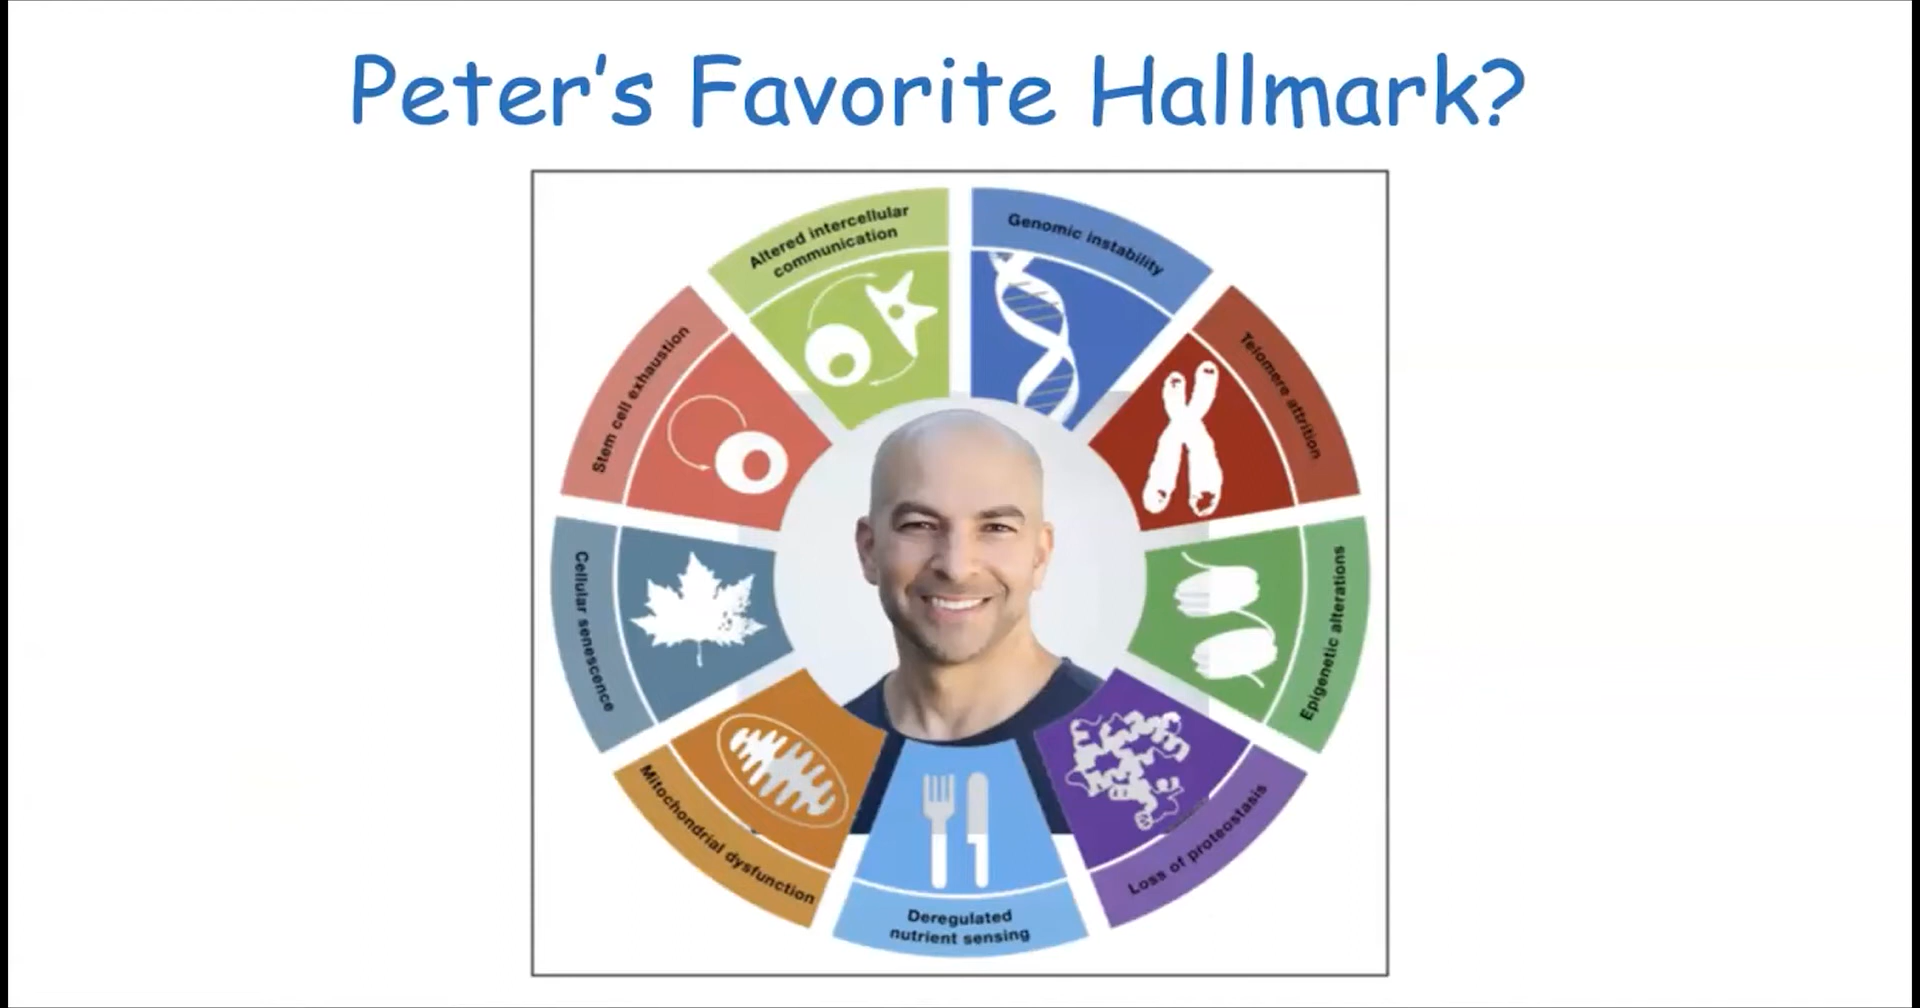 Peter's Favorite Hallmark?
Altered intercellular
communication
Genomic instability
Telomere attrition
Epigenetic alterations
Loss of proteostasis
Deregulated
nutrient sensing
Mitochondrial dysfunction
Cellular senescence
Stem cell exhaustion